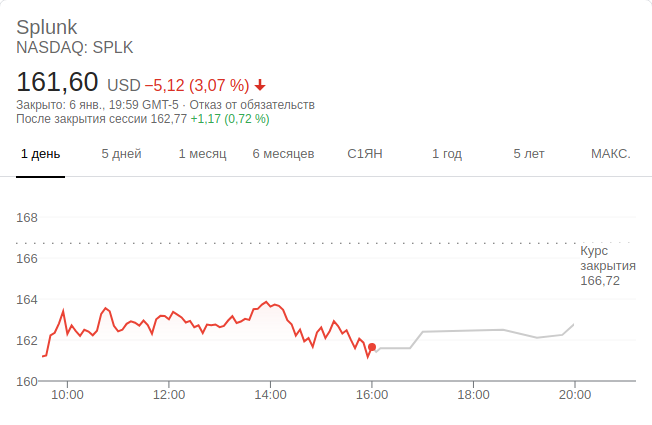 Splunk
NASDAQ: SPLK
161,60 USD −5,12 (3,07 %)
Закрыто: 6 янв., 19:59 GMT-5 · Отказ от обязательств
После закрытия сессии 162,77 +1,17 (0,72 %)
1 день 5 дней 1 месяц 6 месяцев С1ЯН 1 год 5 лет МАКС.
168
166
164
162
160
Курс
закрытия
166,72
10:00 12:00 14:00 16:00 18:00 20:00